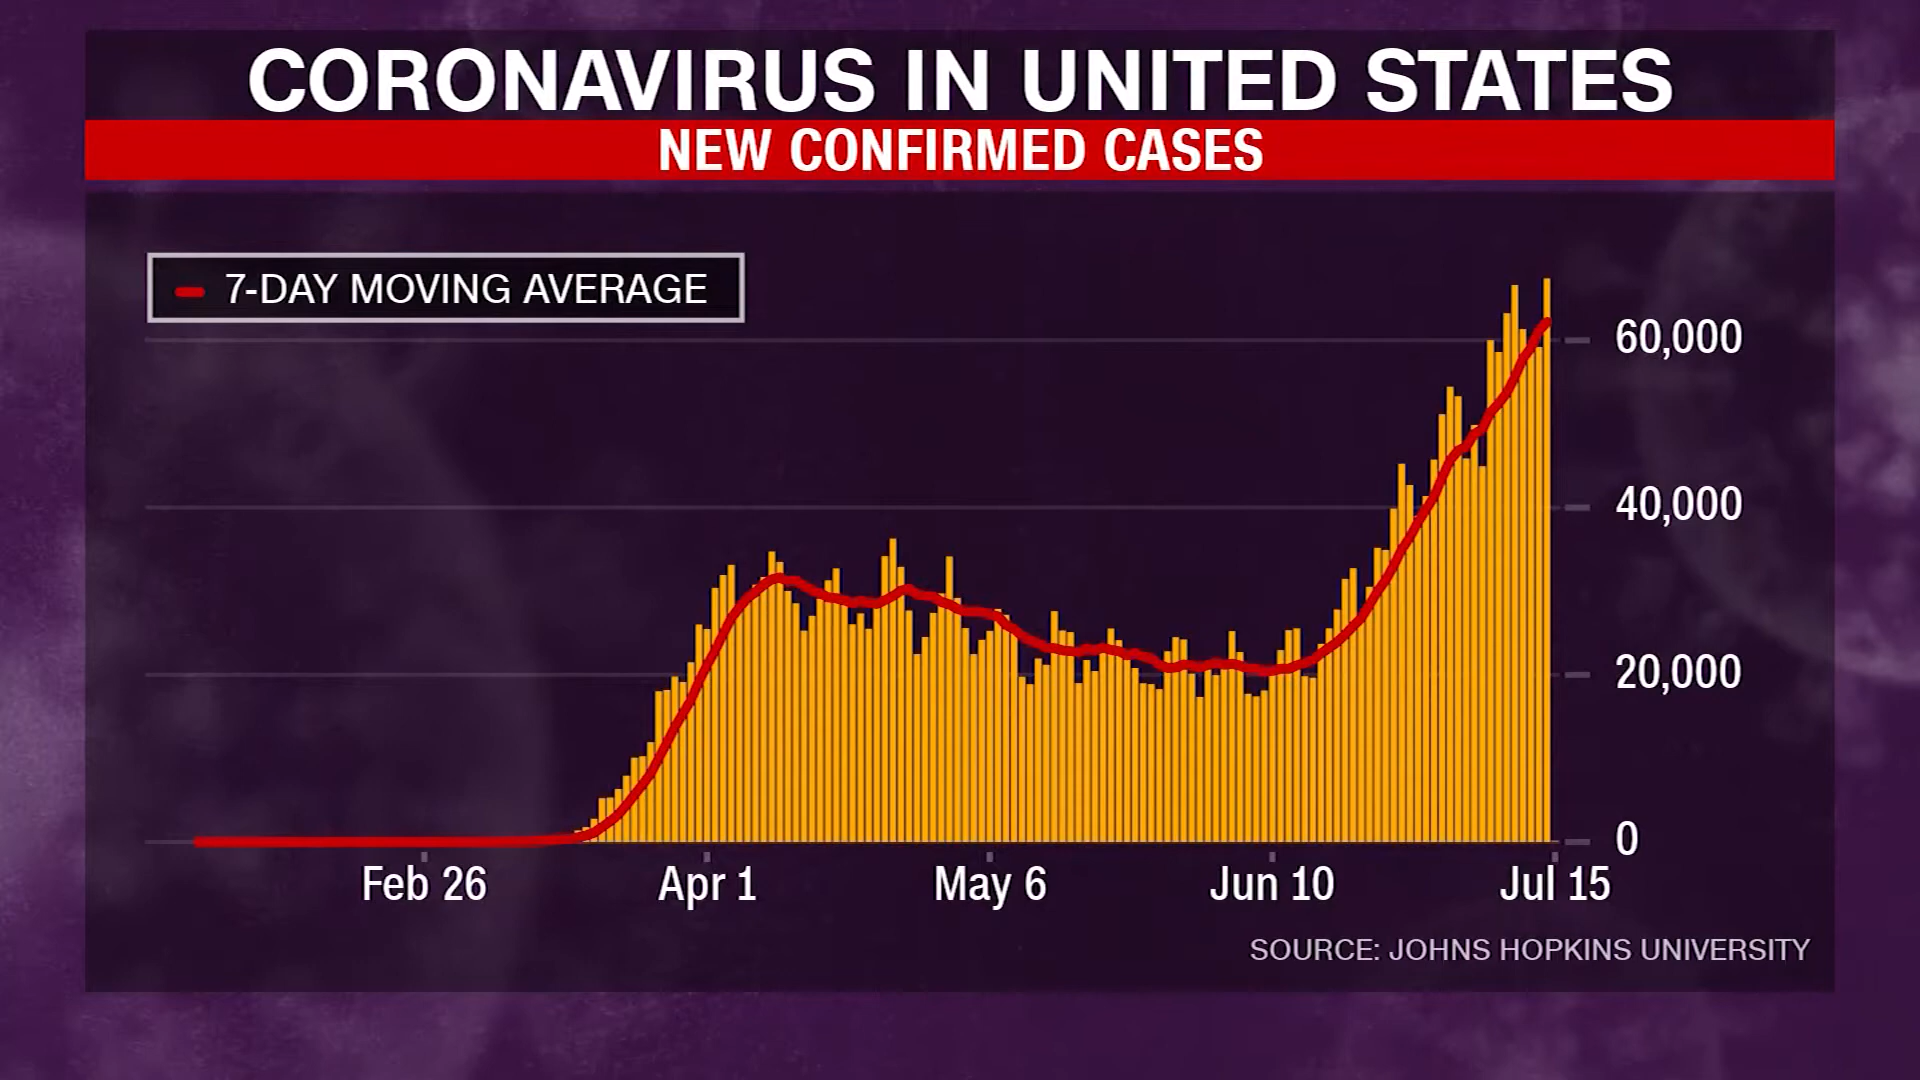 CORONAVIRUS IN UNITED STATES
NEW CONFIRMED CASES
7-DAY MOVING AVERAGE
60,000
40,000
20,000
0
Feb 26 Apr 1 May 6 Jun 10 Jul 15
SOURCE: JOHNS HOPKINS UNIVERSITY